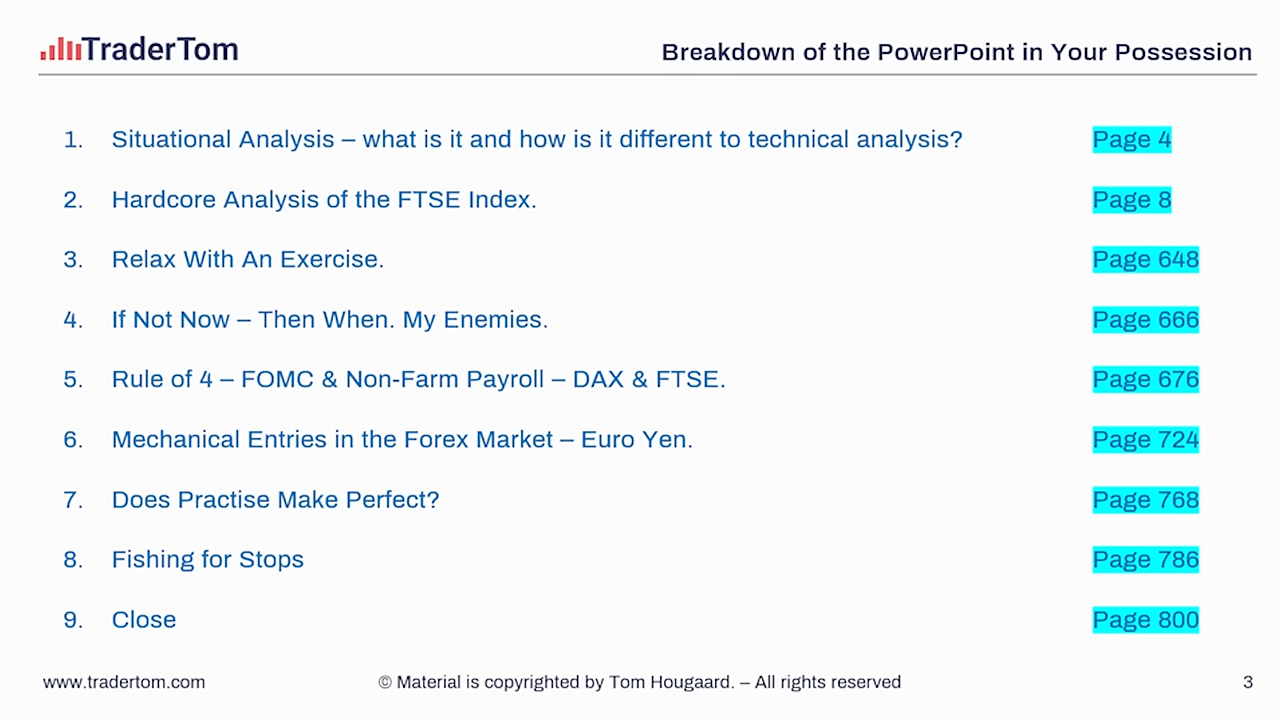 TraderTom
Breakdown of the PowerPoint in Your Possession
1. Situational Analysis – what is it and how is it different to technical analysis? Page 4
2. Hardcore Analysis of the FTSE Index. Page 8
3. Relax With An Exercise. Page 648
4. If Not Now – Then When. My Enemies. Page 666
5. Rule of 4 – FOMC & Non-Farm Payroll – DAX & FTSE. Page 676
6. Mechanical Entries in the Forex Market – Euro Yen. Page 724
7. Does Practise Make Perfect? Page 768
8. Fishing for Stops Page 786
9. Close Page 800
www.tradertom.com © Material is copyrighted by Tom Hougaard. – All rights reserved 3